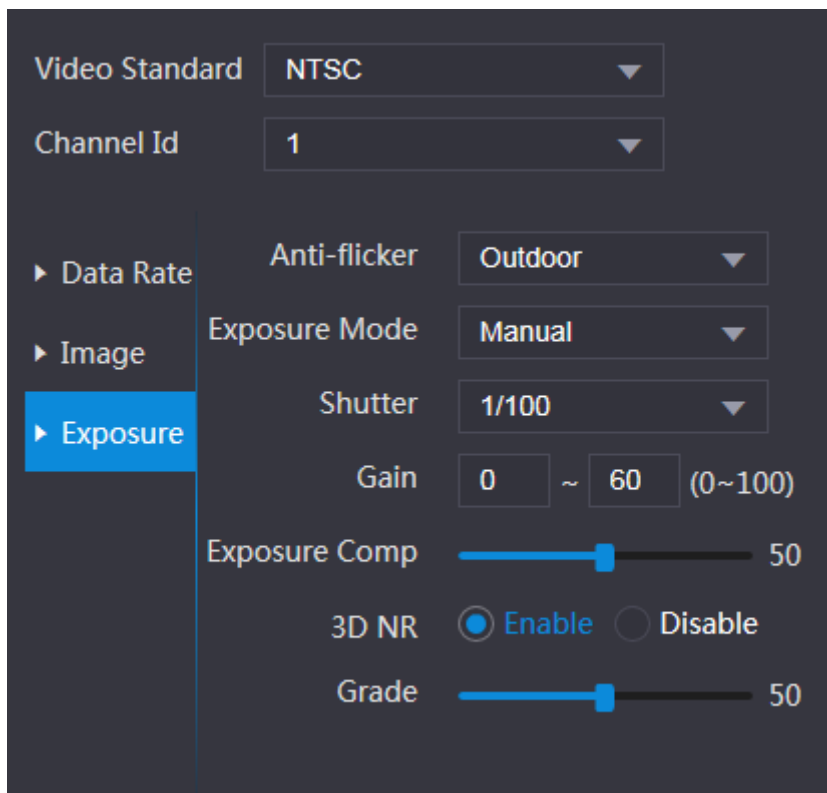 Video Standard NTSC
Channel Id 1
Data Rate
Image
Exposure
Anti-flicker Outdoor
Exposure Mode Manual
Shutter 1/100
Gain 0 ~ 60 (0~100)
Exposure Comp 50
3D NR Enable Disable
Grade 50